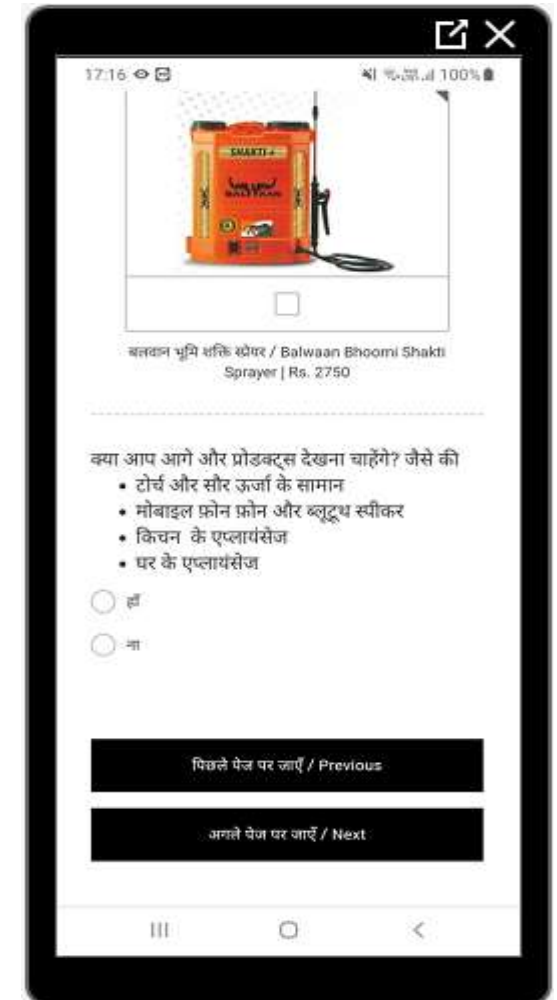 17:16
100%
SHAKTI+
BALWAAN
बलवान भूमि शक्ति स्प्रेयर / Balwaan Bhoomi Shakti
Sprayer | Rs. 2750
क्या आप आगे और प्रोडक्ट्स देखना चाहेंगे? जैसे की
• टोर्च और सौर ऊर्जा के सामान
• मोबाइल फ़ोन फ़ोन और ब्लूटूथ स्पीकर
• किचन के एप्लायंसेज
• घर के एप्लायंसेज
हाँ
ना
पिछले पेज पर जाएँ / Previous
अगले पेज पर जाएँ / Next